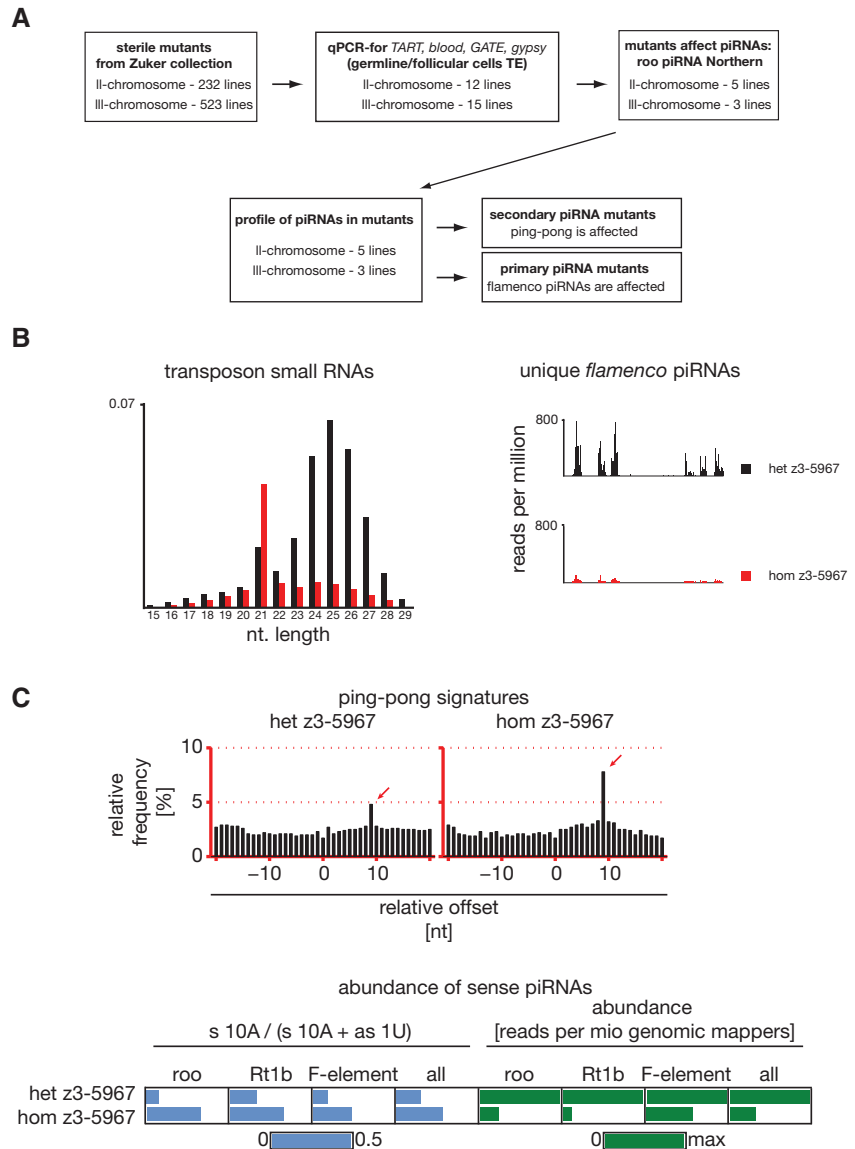 A
sterile mutants
from Zuker collection
II-chromosome - 232 lines
III-chromosome - 523 lines
qPCR-for TART, blood, GATE, gypsy
(germline/follicular cells TE)
II-chromosome - 12 lines
III-chromosome - 15 lines
mutants affect piRNAs:
roo piRNA Northern
II-chromosome - 5 lines
III-chromosome - 3 lines
profile of piRNAs in mutants
II-chromosome - 5 lines
III-chromosome - 3 lines
secondary piRNA mutants
ping-pong is affected
primary piRNA mutants
flamenco piRNAs are affected
B
transposon small RNAs
0.07
15 16 17 18 19 20 21 22 23 24 25 26 27 28 29
nt. length
unique flamenco piRNAs
800
800
reads per million
het z3-5967
hom z3-5967
C
ping-pong signatures
het z3-5967 hom z3-5967
relative
frequency
[%]
10
5
0
−10 0 10 −10 0 10
relative offset
[nt]
abundance of sense piRNAs
s 10A / (s 10A + as 1U)
abundance
[reads per mio genomic mappers]
roo Rt1b F-element all roo Rt1b F-element all
het z3-5967
hom z3-5967
0 0.5 0 max